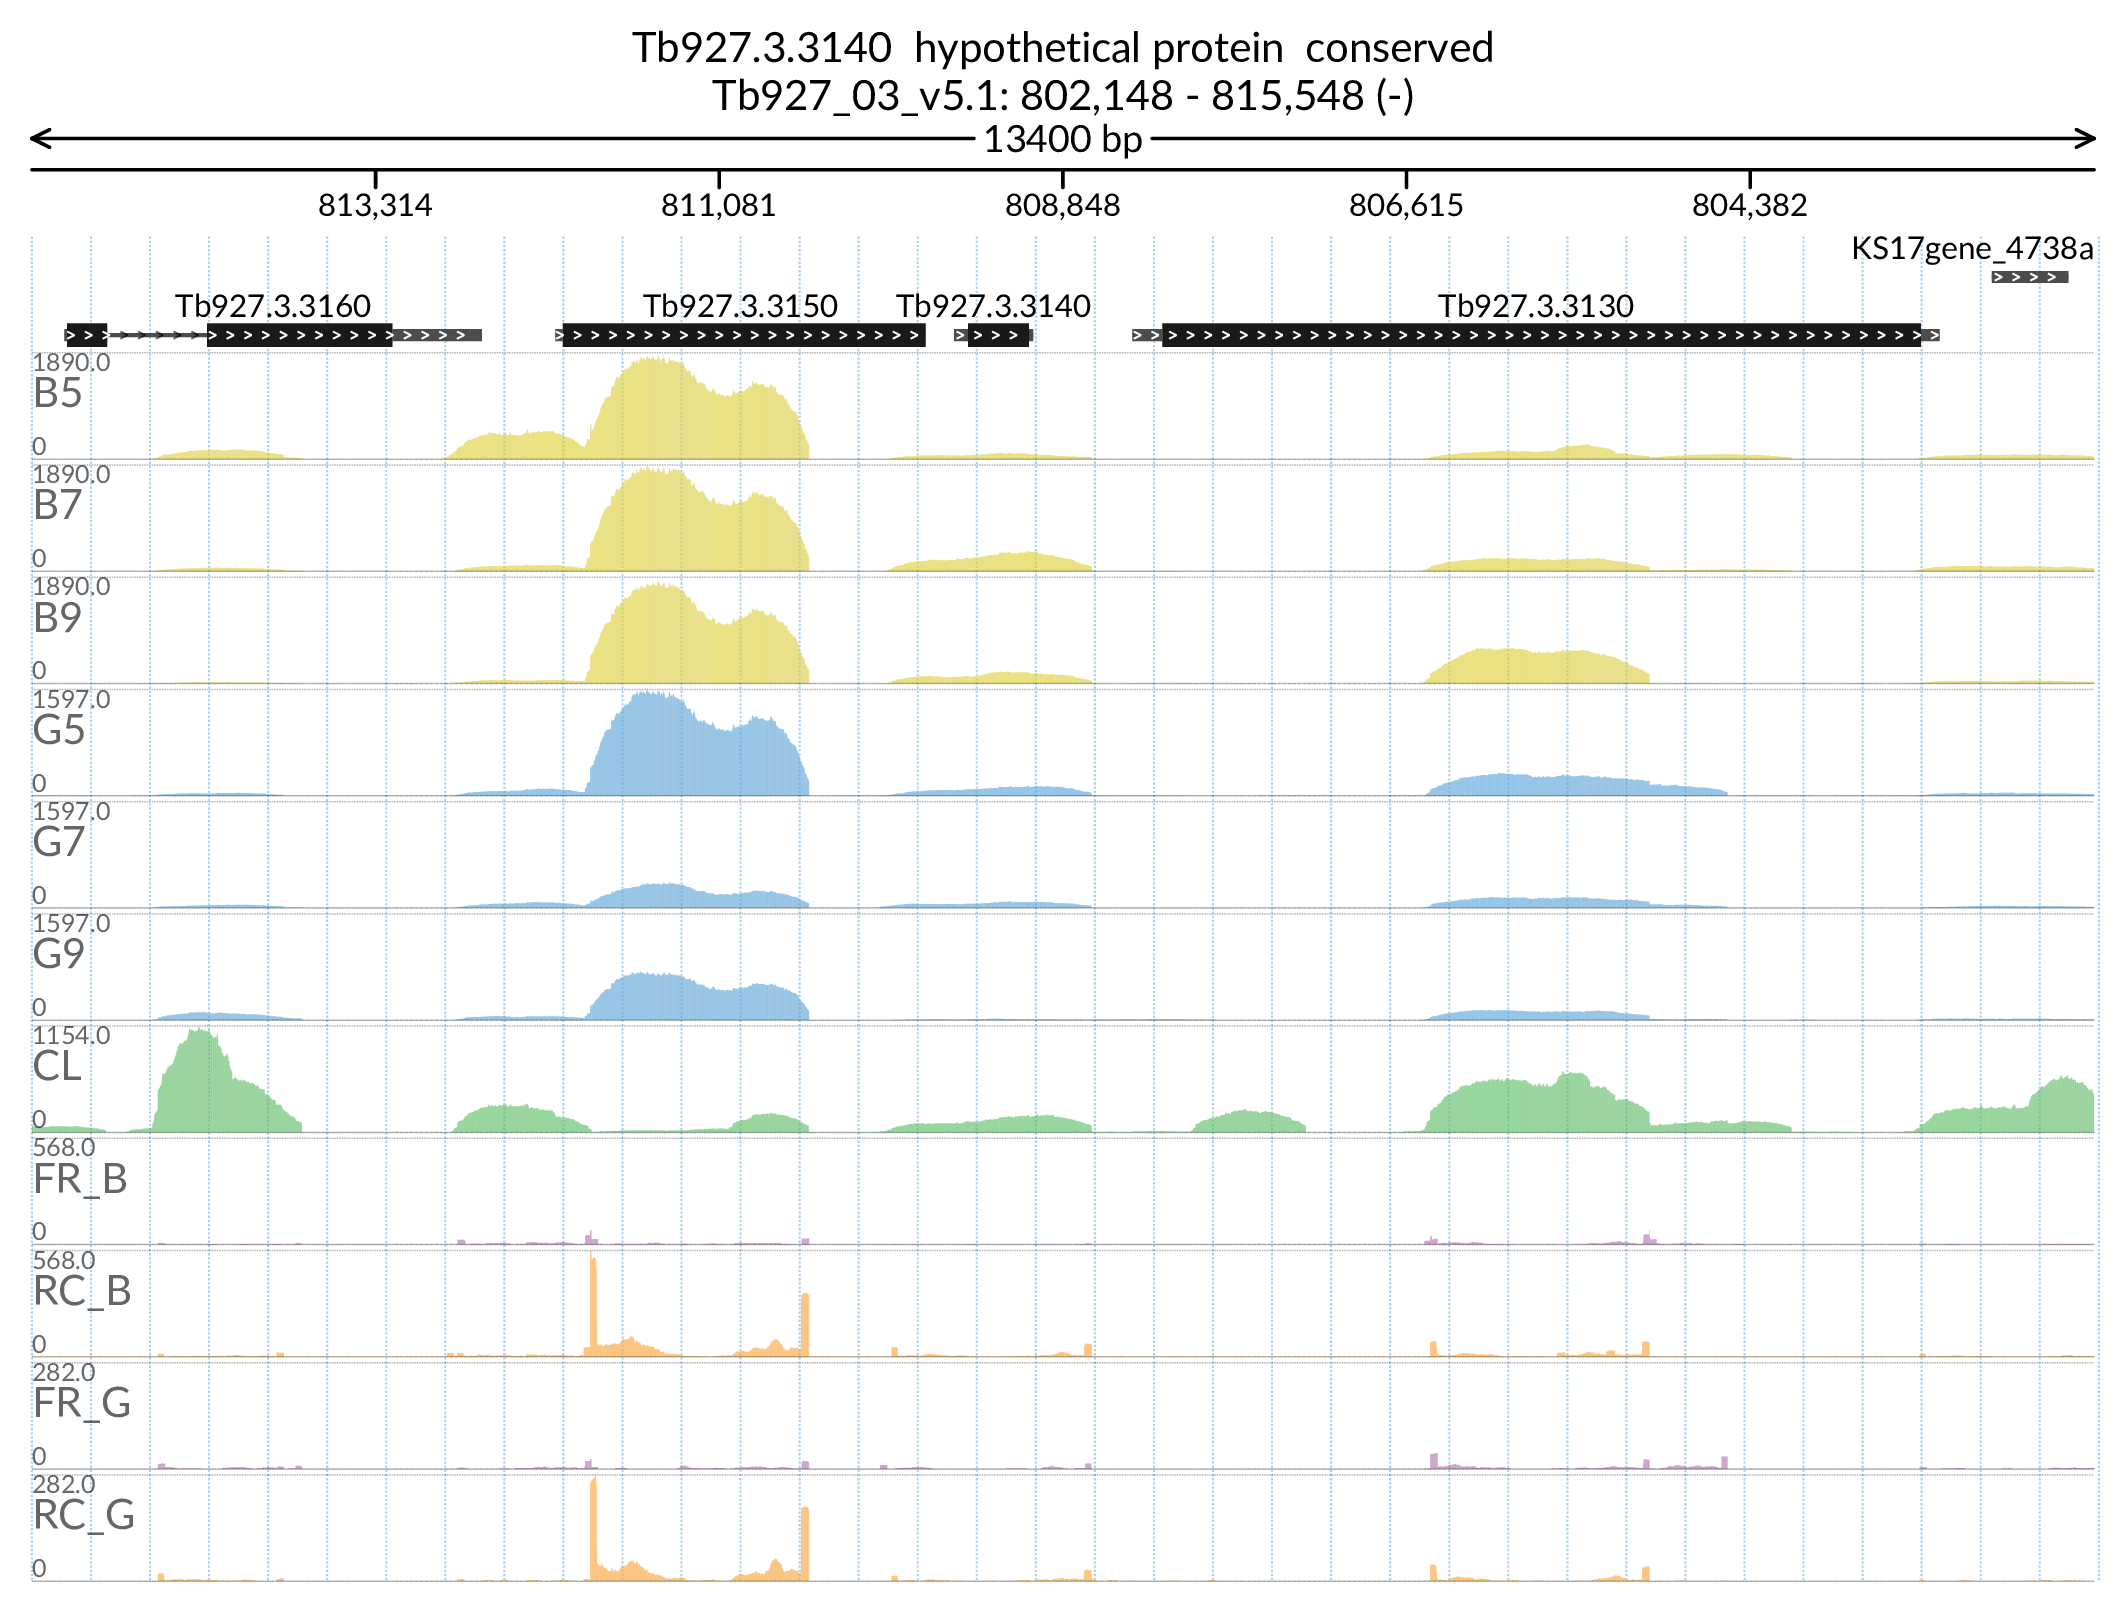 Tb927.3.3140 hypothetical protein conserved
Tb927_03_v5.1: 802,148 - 815,548 (-)
13400 bp
813,314 811,081 808,848 806,615 804,382
KS17gene_4738a
Tb927.3.3160 Tb927.3.3150 Tb927.3.3140 Tb927.3.3130
1890.0
B5
0
1890.0
B7
0
1890.0
B9
0
1597.0
G5
0
1597.0
G7
0
1597.0
G9
0
1154.0
CL
0
568.0
FR_B
0
568.0
RC_B
0
282.0
FR_G
0
282.0
RC_G
0